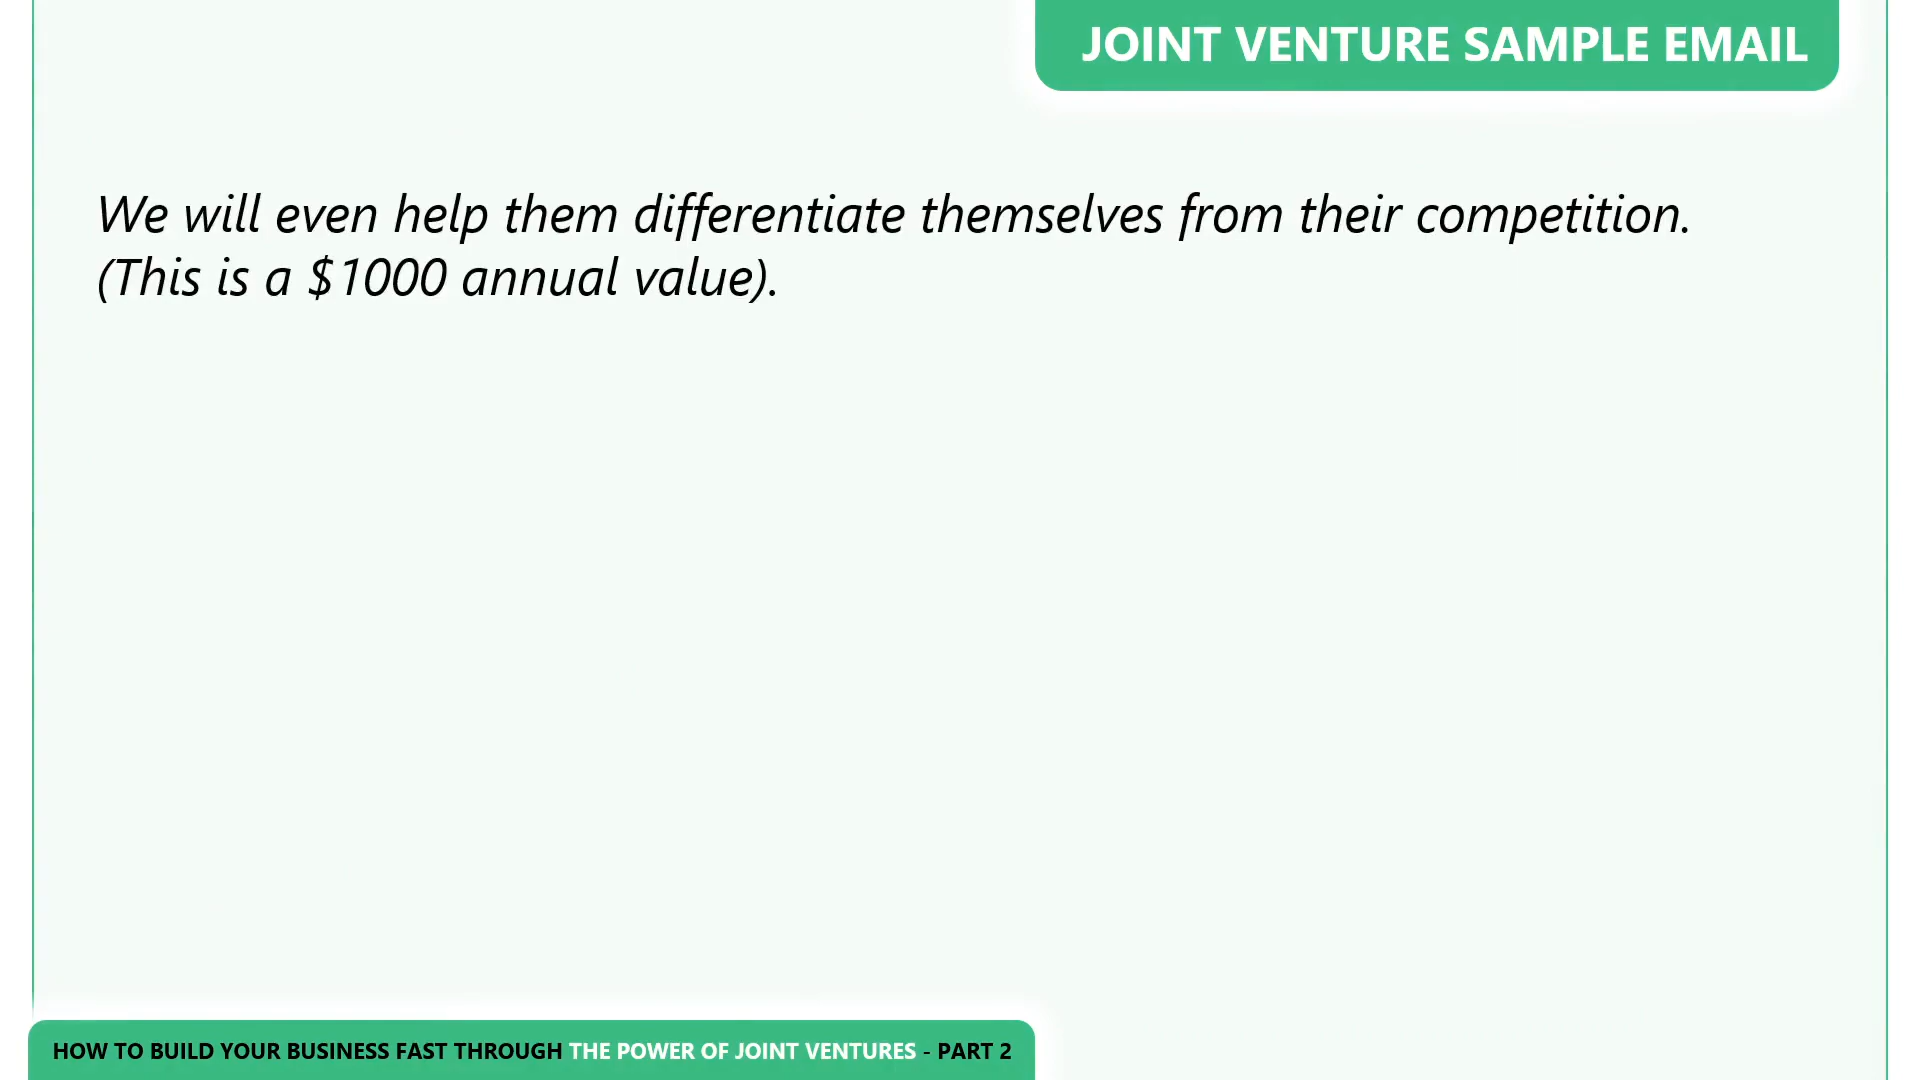 JOINT VENTURE SAMPLE EMAIL
We will even help them differentiate themselves from their competition.
(This is a $1000 annual value).
HOW TO BUILD YOUR BUSINESS FAST THROUGH THE POWER OF JOINT VENTURES - PART 2